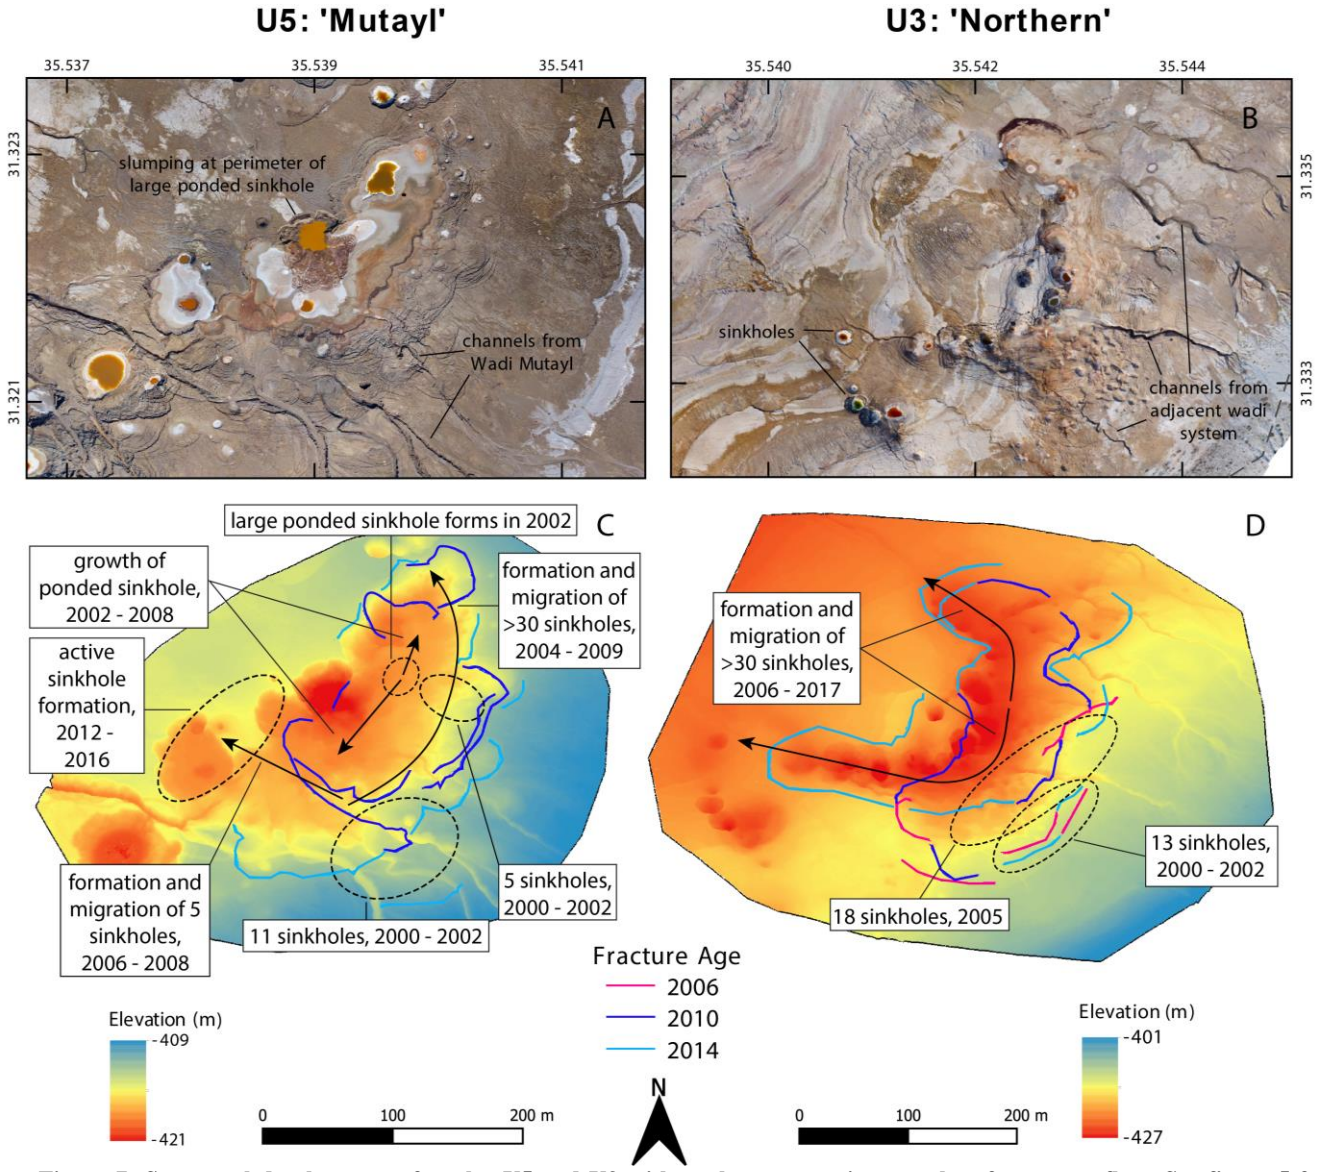 U5: 'Mutayl'
U3: 'Northern'
35.537
35.539
35.541
35.540
35.542
35.544
31.323
31.321
31.335
31.333
A
slumping at perimeter of
large ponded sinkhole
channels from
Wadi Mutayl
B
sinkholes
channels from
adjacent wadi
system
C
large ponded sinkhole forms in 2002
growth of
ponded sinkhole,
2002 - 2008
formation and
migration of
>30 sinkholes,
2004 - 2009
active
sinkhole
formation,
2012 -
2016
formation and
migration of 5
sinkholes,
2006 - 2008
11 sinkholes, 2000 - 2002
5 sinkholes,
2000 - 2002
D
formation and
migration of
>30 sinkholes,
2006 - 2017
13 sinkholes,
2000 - 2002
18 sinkholes, 2005
Fracture Age
2006
2010
2014
Elevation (m)
-409
-421
0 100 200 m
N
Elevation (m)
-401
-427
0 100 200 m